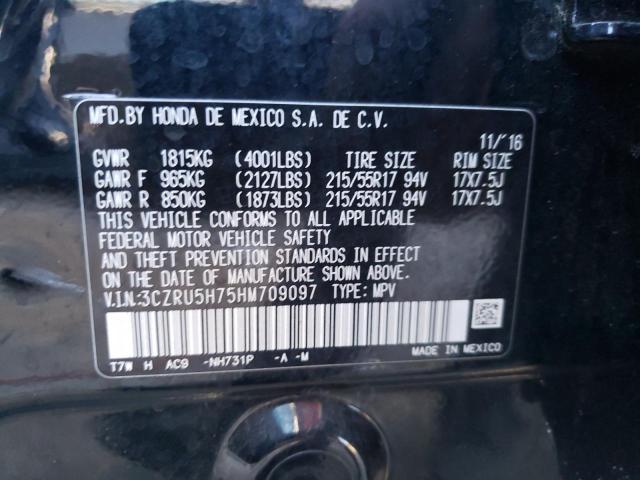 MFD.BY HONDA DE MEXICO S.A. DE C.V.
11/'16
GVWR 1815KG (4001LBS) TIRE SIZE RIM SIZE
GAWR F 965KG (2127LBS) 215/55R17 94V 17X7.5J
GAWR R 850KG (1873LBS) 215/55R17 94V 17X7.5J
THIS VEHICLE CONFORMS TO ALL APPLICABLE
FEDERAL MOTOR VEHICLE SAFETY
AND THEFT PREVENTION STANDARDS IN EFFECT
ON THE DATE OF MANUFACTURE SHOWN ABOVE.
V.I.N.:3CZRU5H75HM709097 TYPE: MPV
T7W H AC9 -NH731P -A -M
MADE IN MEXICO